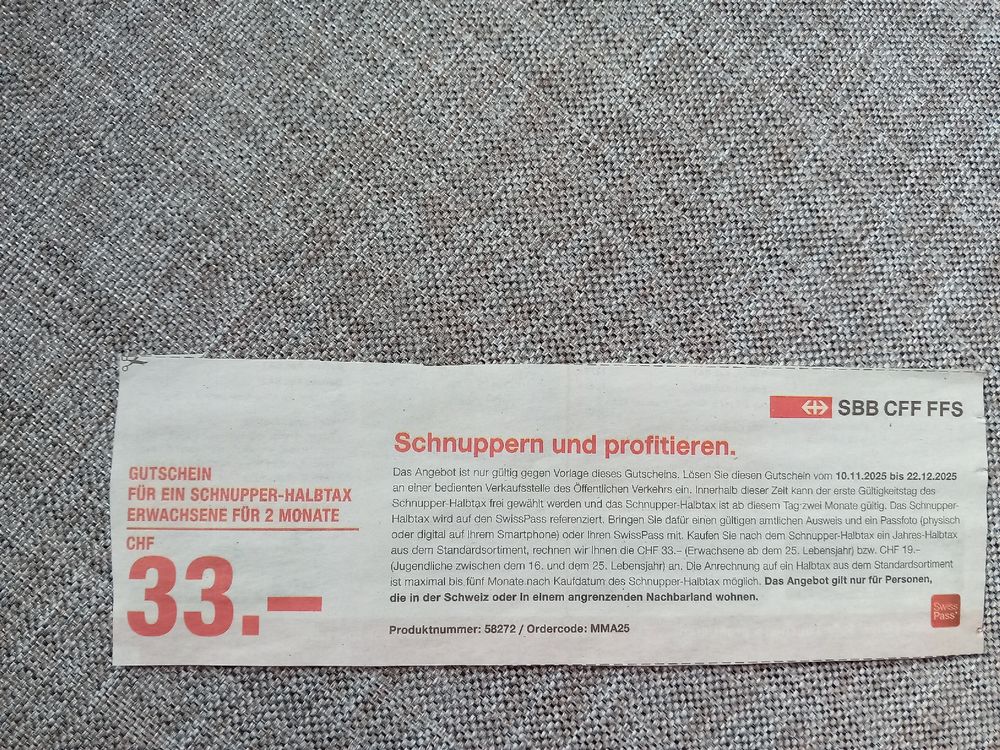 SBB CFF FFS
GUTSCHEIN
FÜR EIN SCHNUPPER-HALBTAX
ERWACHSENE FÜR 2 MONATE
CHF
33.–
Schnuppern und profitieren.
Das Angebot ist nur gültig gegen Vorlage dieses Gutscheins. Lösen Sie diesen Gutschein vom 10.11.2025 bis 22.12.2025
an einer bedienten Verkaufsstelle des Öffentlichen Verkehrs ein. Innerhalb dieser Zeit kann der erste Gültigkeitstag des
Schnupper-Halbtax frei gewählt werden und das Schnupper-Halbtax ist ab diesem Tag zwei Monate gültig. Das Schnupper-
Halbtax wird auf den SwissPass referenziert. Bringen Sie dafür einen gültigen amtlichen Ausweis und ein Passfoto (physisch
oder digital auf Ihrem Smartphone) oder Ihren SwissPass mit. Kaufen Sie nach dem Schnupper-Halbtax ein Jahres-Halbtax
aus dem Standardsortiment, rechnen wir Ihnen die CHF 33.– (Erwachsene ab dem 25. Lebensjahr) bzw. CHF 19.–
(Jugendliche zwischen dem 16. und dem 25. Lebensjahr) an. Die Anrechnung auf ein Halbtax aus dem Standardsortiment
ist maximal bis fünf Monate nach Kaufdatum des Schnupper-Halbtax möglich. Das Angebot gilt nur für Personen,
die in der Schweiz oder in einem angrenzenden Nachbarland wohnen.
Produktnummer: 58272 / Ordercode: MMA25
Swiss
Pass